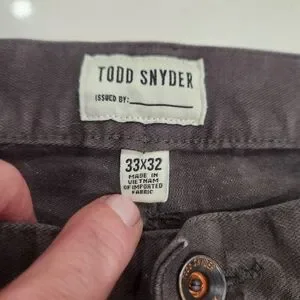 TODD SNYDER
ISSUED BY:
33X32
MADE IN
VIETNAM
OF IMPORTED
FABRIC